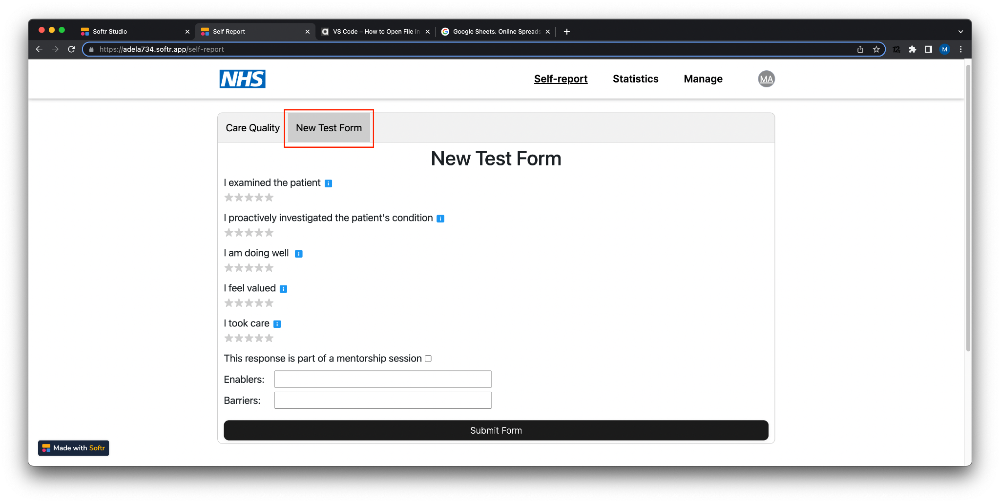 Softr Studio
Self Report
VS Code – How to Open File in
Google Sheets: Online Spreads
https://adela734.softr.app/self-report
M
NHS
Self-report
Statistics
Manage
MA
Care Quality
New Test Form
New Test Form
I examined the patient
I proactively investigated the patient's condition
I am doing well
I feel valued
I took care
This response is part of a mentorship session
Enablers:
Barriers:
Submit Form
Made with Softr